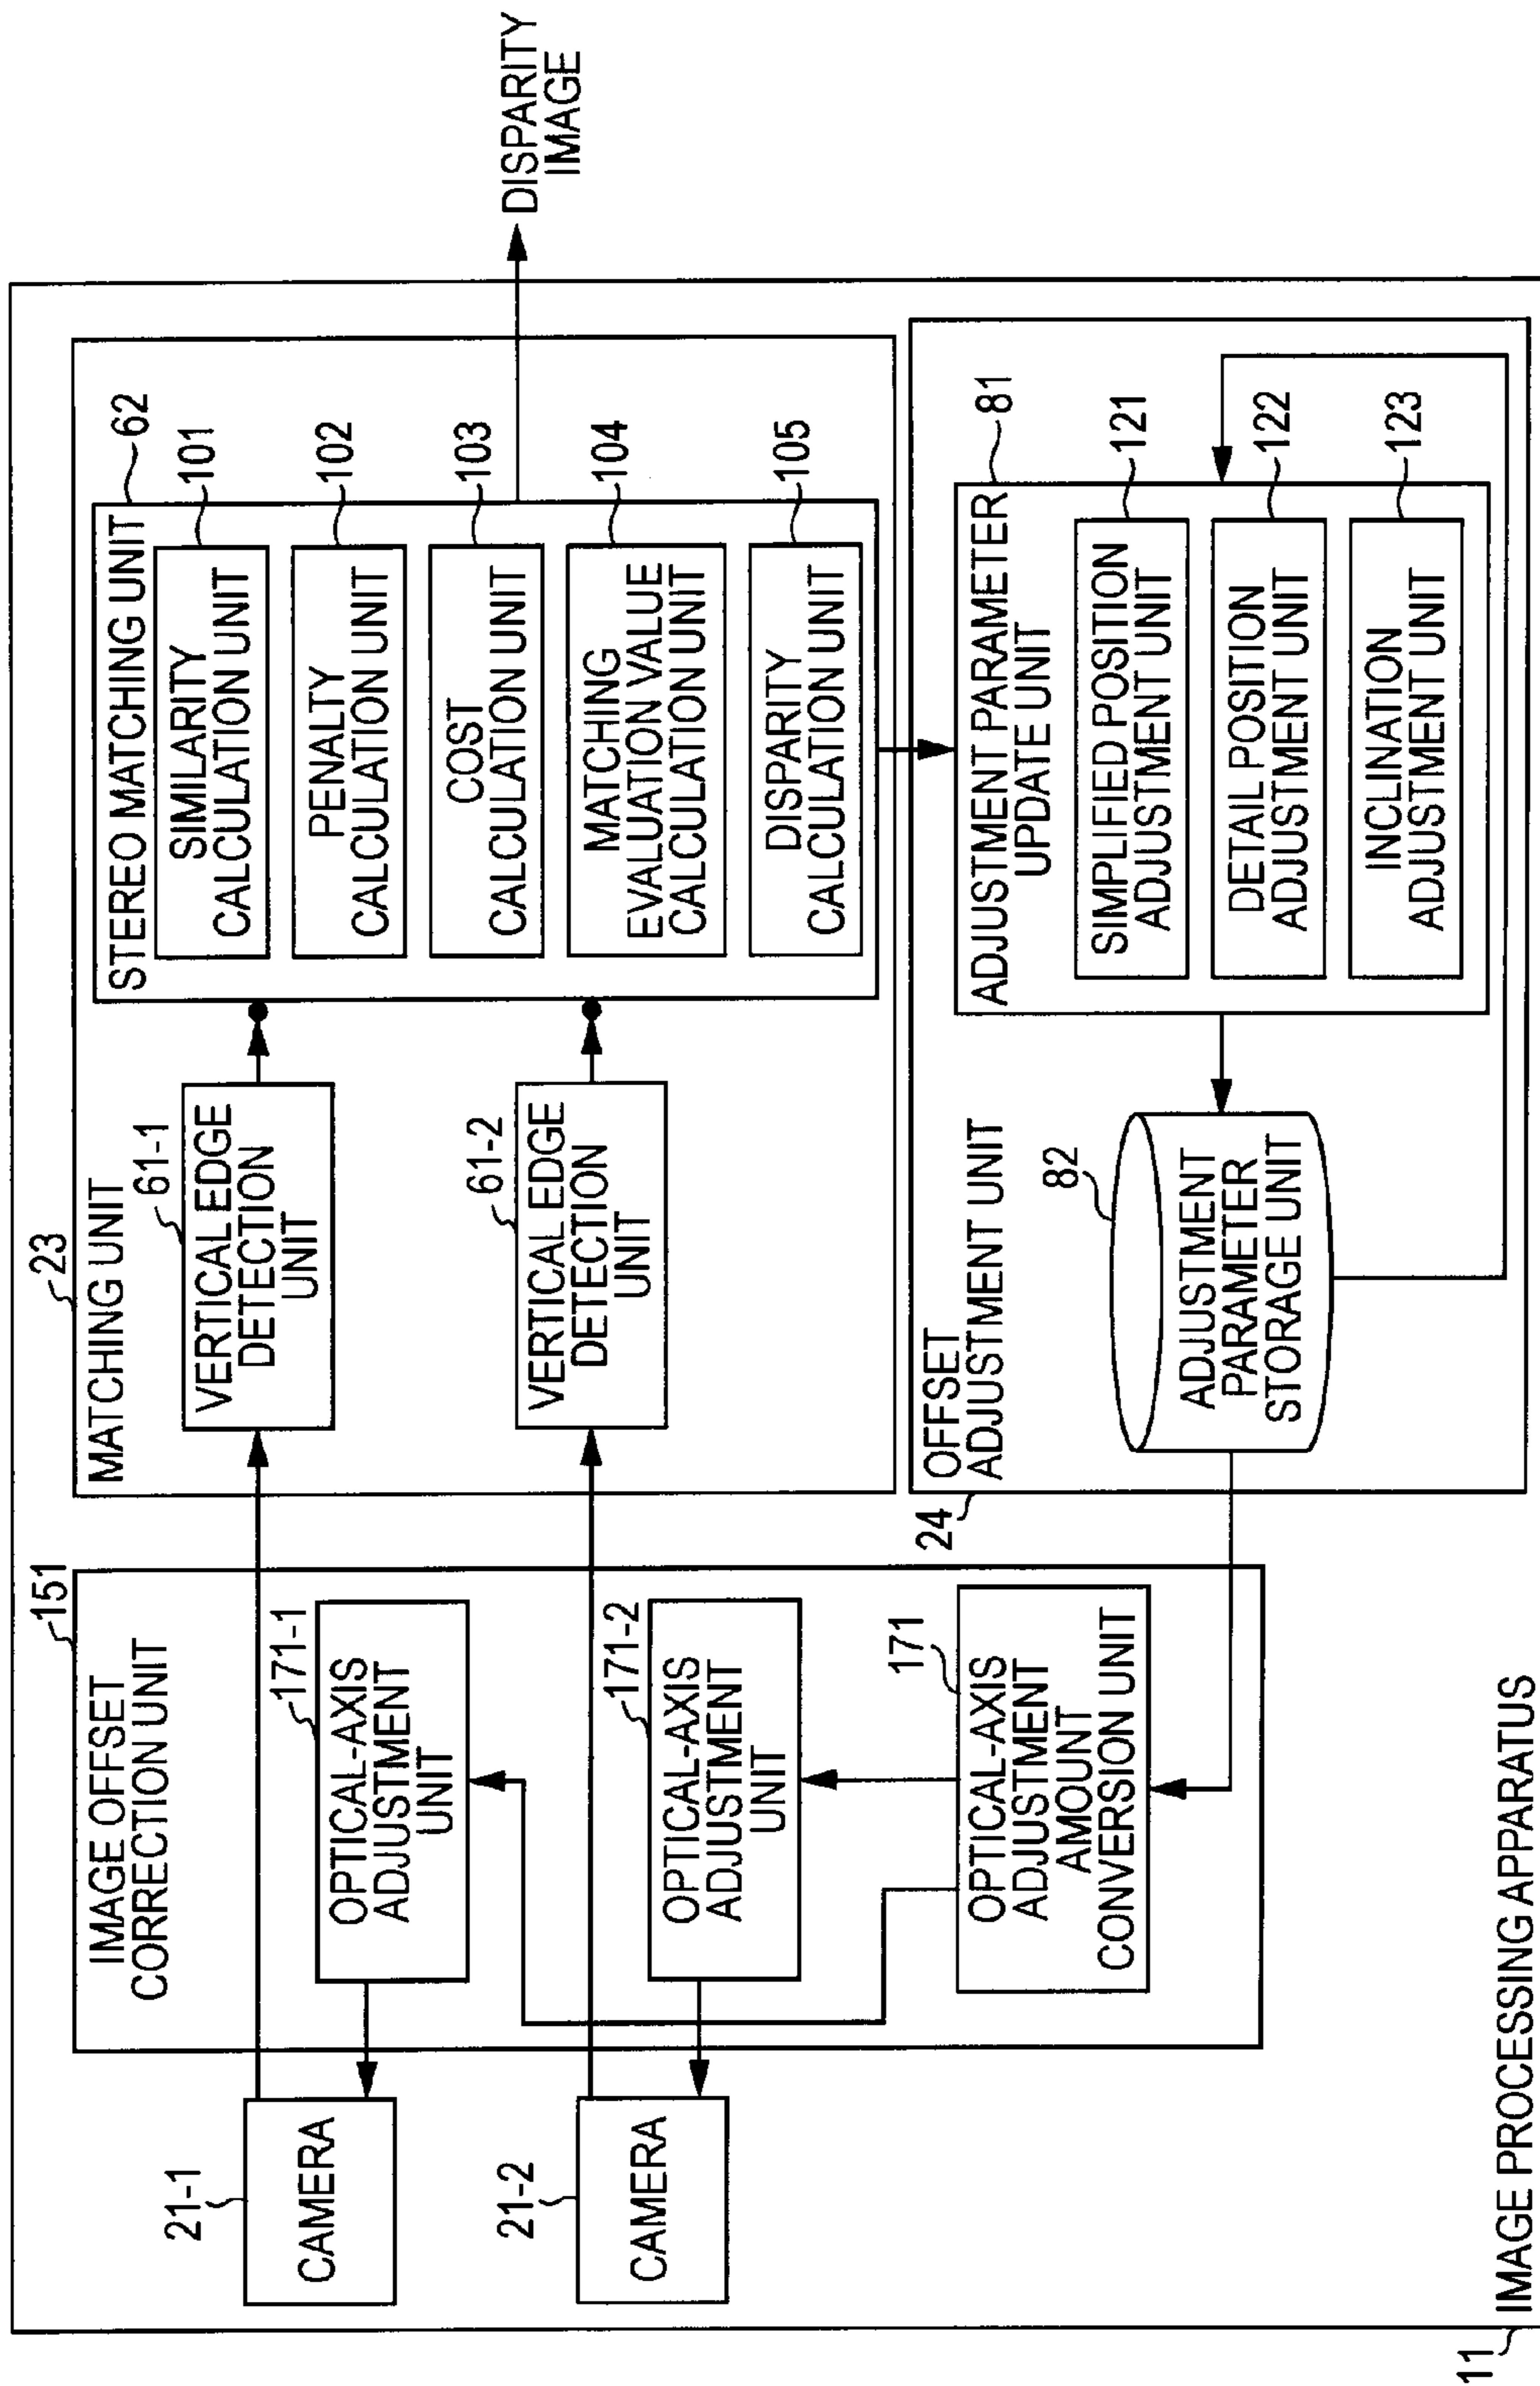 23
MATCHING UNIT
151
IMAGE OFFSET
CORRECTION UNIT
21-1
CAMERA
171-1
OPTICAL-AXIS
ADJUSTMENT
UNIT
61-1
VERTICAL EDGE
DETECTION
UNIT
21-2
CAMERA
171-2
OPTICAL-AXIS
ADJUSTMENT
UNIT
61-2
VERTICAL EDGE
DETECTION
UNIT
62
STEREO MATCHING UNIT
SIMILARITY
CALCULATION UNIT
101
PENALTY
CALCULATION UNIT
102
COST
CALCULATION UNIT
103
MATCHING
EVALUATION VALUE
CALCULATION UNIT
104
DISPARITY
CALCULATION UNIT
105
DISPARITY
IMAGE
171
OPTICAL-AXIS
ADJUSTMENT
AMOUNT
CONVERSION UNIT
24
OFFSET
ADJUSTMENT UNIT
82
ADJUSTMENT
PARAMETER
STORAGE UNIT
81
ADJUSTMENT PARAMETER
UPDATE UNIT
SIMPLIFIED POSITION
ADJUSTMENT UNIT
121
DETAIL POSITION
ADJUSTMENT UNIT
122
INCLINATION
ADJUSTMENT UNIT
123
11
IMAGE PROCESSING APPARATUS